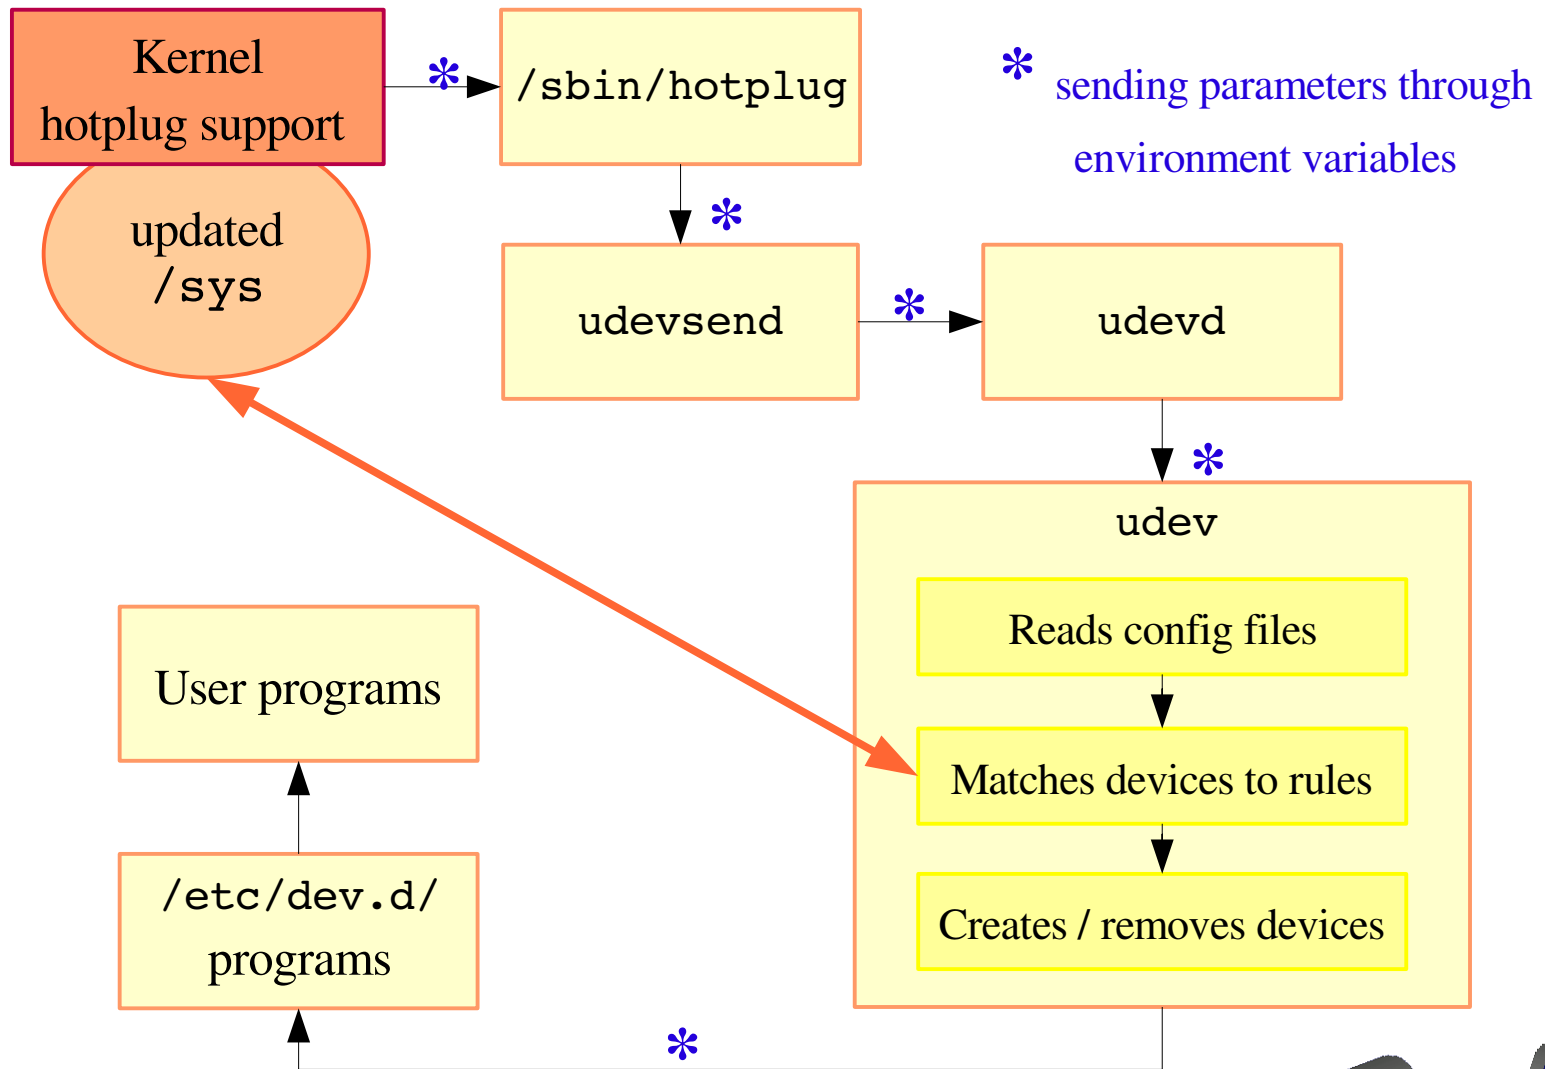 Kernel
hotplug support
*
/sbin/hotplug
* sending parameters through
environment variables
updated
/sys
*
udevsend
*
udevd
*
udev
Reads config files
Matches devices to rules
Creates / removes devices
User programs
/etc/dev.d/
programs
*